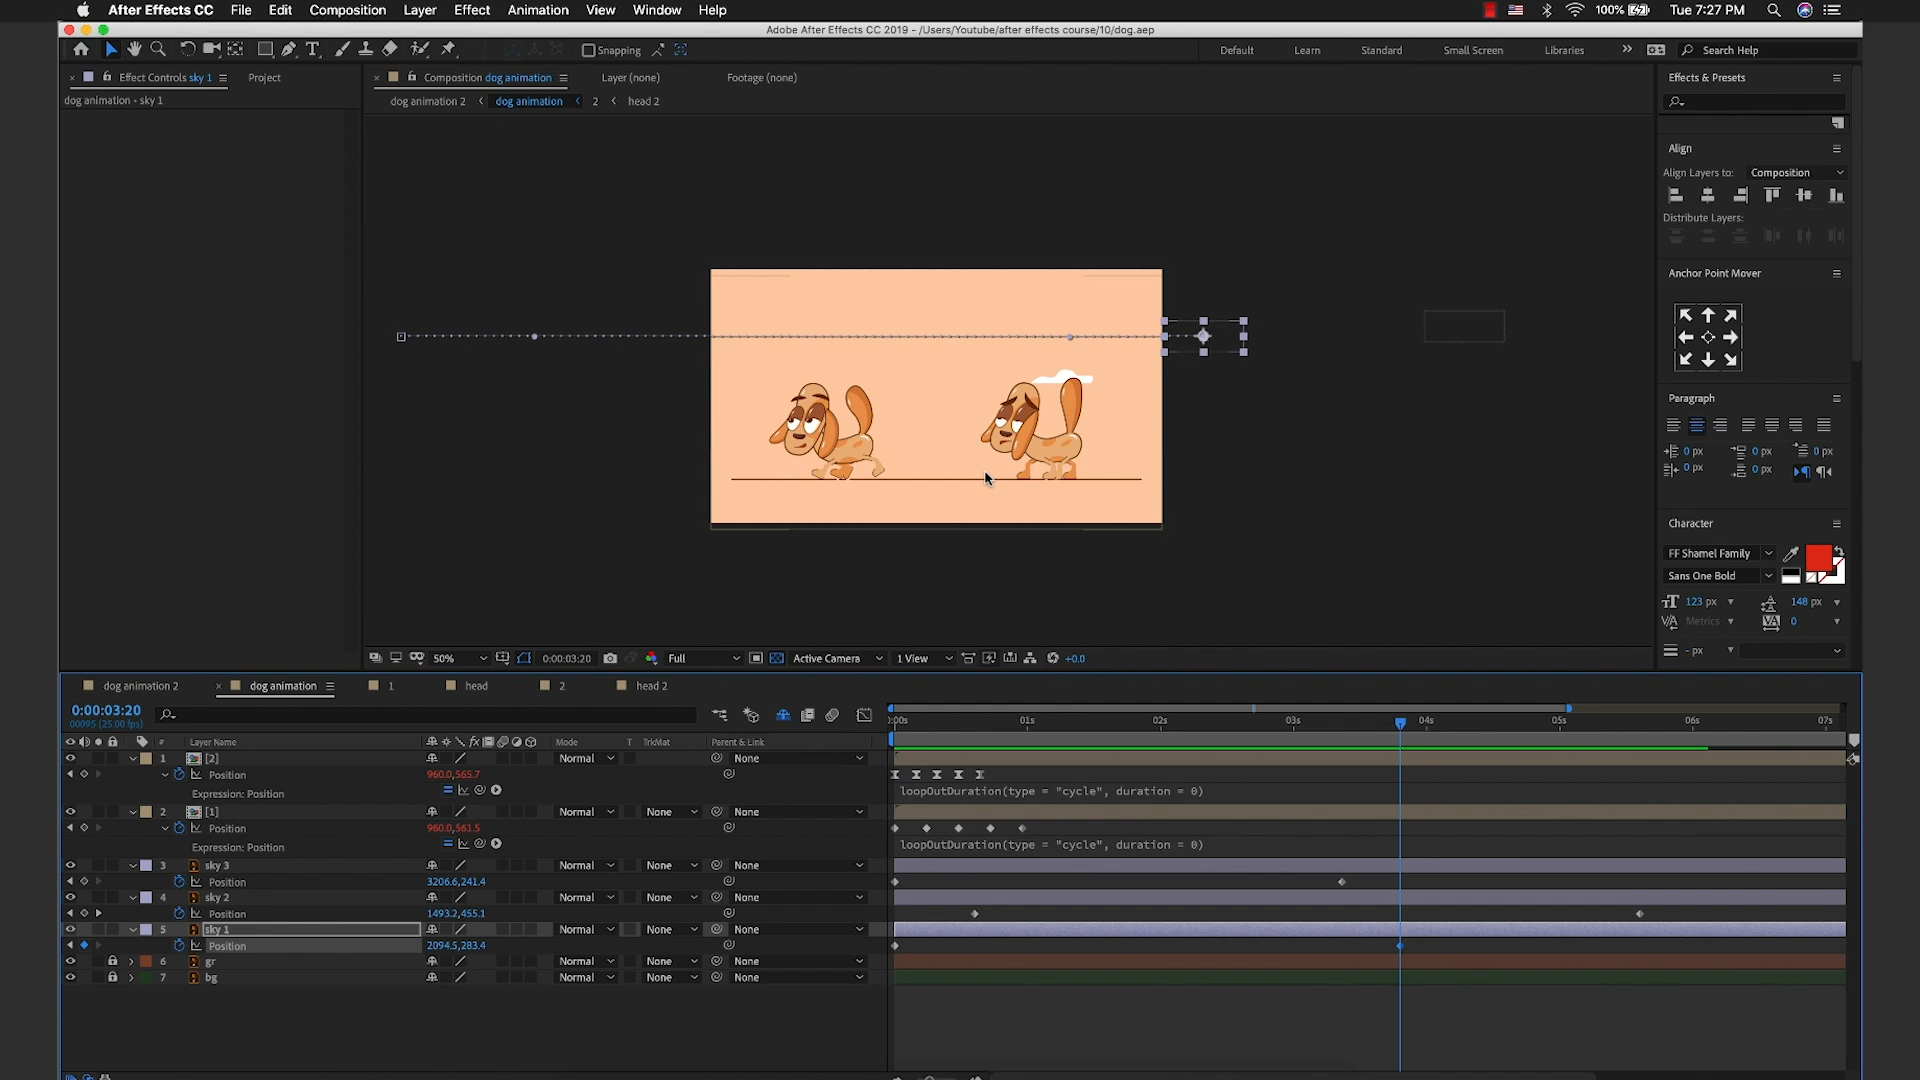 After Effects CC File Edit Composition Layer Effect Animation View Window Help 100% Tue 7:27 PM
Adobe After Effects CC 2019 - /Users/Youtube/after effects course/10/dog.aep
Snapping Default Learn Standard Small Screen Libraries Search Help
Effect Controls sky 1 Project Composition dog animation Layer (none) Footage (none) Effects & Presets
dog animation • sky 1 dog animation 2 dog animation 2 head 2
Align
Align Layers to: Composition
Distribute Layers:
Anchor Point Mover
Paragraph
0 px 0 px 0 px
0 px 0 px
Character
FF Shamel Family
Sans One Bold
123 px 148 px
Metrics 0
- px
50% 0:00:03:20 Full Active Camera 1 View +0.0
dog animation 2 dog animation 1 head 2 head 2
0:00:03:20
00095 (25.00 fps)
:00s 01s 02s 03s 04s 05s 06s 07s
# Layer Name Mode T TrkMat Parent & Link
1 [2] Normal None
Position 960.0,565.7
Expression: Position loopOutDuration(type = "cycle", duration = 0)
2 [1] Normal None None
Position 960.0,561.5
Expression: Position loopOutDuration(type = "cycle", duration = 0)
3 sky 3 Normal None None
Position 3206.6,241.4
4 sky 2 Normal None None
Position 1493.2,455.1
5 sky 1 Normal None None
Position 2094.5,283.4
6 gr Normal None None
7 bg Normal None None